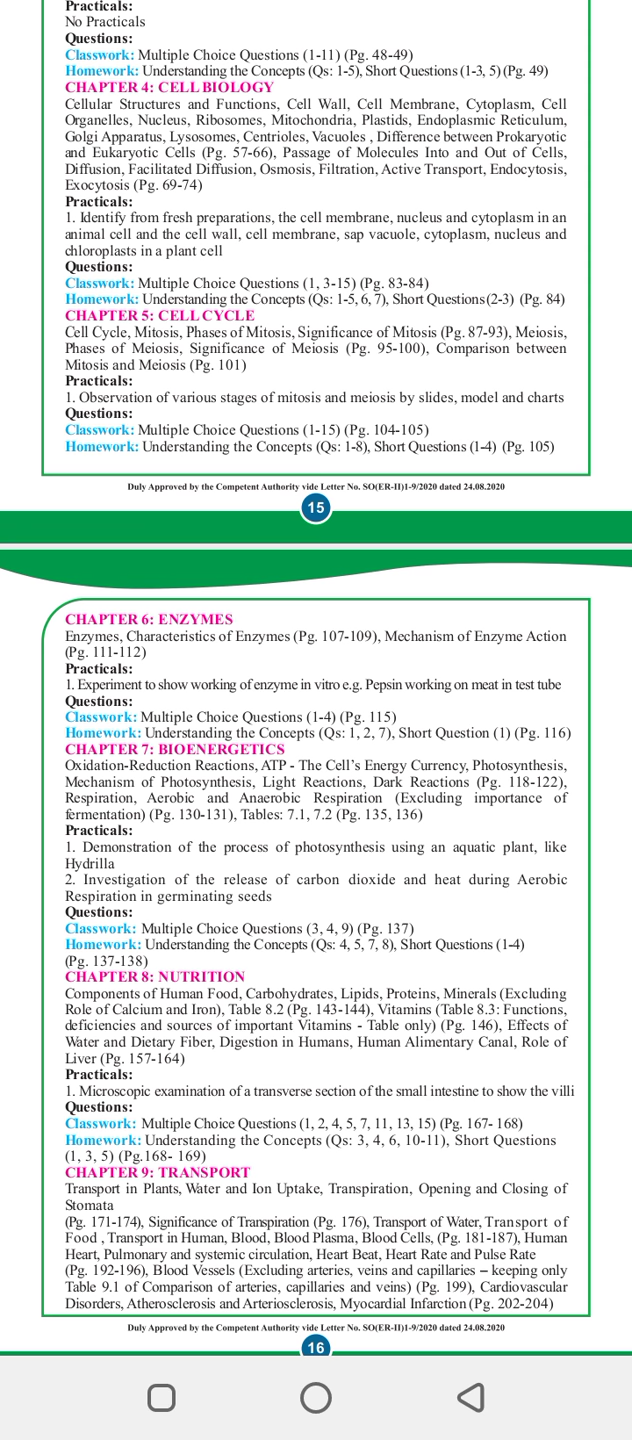 Practicals:
No Practicals
Questions:
Classwork: Multiple Choice Questions (1-11) (Pg. 48-49)
Homework: Understanding the Concepts (Qs: 1-5), Short Questions (1-3, 5) (Pg. 49)
CHAPTER 4: CELL BIOLOGY
Cellular Structures and Functions, Cell Wall, Cell Membrane, Cytoplasm, Cell
Organelles, Nucleus, Ribosomes, Mitochondria, Plastids, Endoplasmic Reticulum,
Golgi Apparatus, Lysosomes, Centrioles, Vacuoles , Difference between Prokaryotic
and Eukaryotic Cells (Pg. 57-66), Passage of Molecules Into and Out of Cells,
Diffusion, Facilitated Diffusion, Osmosis, Filtration, Active Transport, Endocytosis,
Exocytosis (Pg. 69-74)
Practicals:
1. Identify from fresh preparations, the cell membrane, nucleus and cytoplasm in an
animal cell and the cell wall, cell membrane, sap vacuole, cytoplasm, nucleus and
chloroplasts in a plant cell
Questions:
Classwork: Multiple Choice Questions (1, 3-15) (Pg. 83-84)
Homework: Understanding the Concepts (Qs: 1-5, 6, 7), Short Questions (2-3) (Pg. 84)
CHAPTER 5: CELL CYCLE
Cell Cycle, Mitosis, Phases of Mitosis, Significance of Mitosis (Pg. 87-93), Meiosis,
Phases of Meiosis, Significance of Meiosis (Pg. 95-100), Comparison between
Mitosis and Meiosis (Pg. 101)
Practicals:
1. Observation of various stages of mitosis and meiosis by slides, model and charts
Questions:
Classwork: Multiple Choice Questions (1-15) (Pg. 104-105)
Homework: Understanding the Concepts (Qs: 1-8), Short Questions (1-4) (Pg. 105)
Duly Approved by the Competent Authority vide Letter No. SO(ER-II)1-9/2020 dated 24.08.2020
15
CHAPTER 6: ENZYMES
Enzymes, Characteristics of Enzymes (Pg. 107-109), Mechanism of Enzyme Action
(Pg. 111-112)
Practicals:
1. Experiment to show working of enzyme in vitro e.g. Pepsin working on meat in test tube
Questions:
Classwork: Multiple Choice Questions (1-4) (Pg. 115)
Homework: Understanding the Concepts (Qs: 1, 2, 7), Short Question (1) (Pg. 116)
CHAPTER 7: BIOENERGETICS
Oxidation-Reduction Reactions, ATP - The Cell's Energy Currency, Photosynthesis,
Mechanism of Photosynthesis, Light Reactions, Dark Reactions (Pg. 118-122),
Respiration, Aerobic and Anaerobic Respiration (Excluding importance of
fermentation) (Pg. 130-131), Tables: 7.1, 7.2 (Pg. 135, 136)
Practicals:
1. Demonstration of the process of photosynthesis using an aquatic plant, like
Hydrilla
2. Investigation of the release of carbon dioxide and heat during Aerobic
Respiration in germinating seeds
Questions:
Classwork: Multiple Choice Questions (3, 4, 9) (Pg. 137)
Homework: Understanding the Concepts (Qs: 4, 5, 7, 8), Short Questions (1-4)
(Pg. 137-138)
CHAPTER 8: NUTRITION
Components of Human Food, Carbohydrates, Lipids, Proteins, Minerals (Excluding
Role of Calcium and Iron), Table 8.2 (Pg. 143-144), Vitamins (Table 8.3: Functions,
deficiencies and sources of important Vitamins - Table only) (Pg. 146), Effects of
Water and Dietary Fiber, Digestion in Humans, Human Alimentary Canal, Role of
Liver (Pg. 157-164)
Practicals:
1. Microscopic examination of a transverse section of the small intestine to show the villi
Questions:
Classwork: Multiple Choice Questions (1, 2, 4, 5, 7, 11, 13, 15) (Pg. 167- 168)
Homework: Understanding the Concepts (Qs: 3, 4, 6, 10-11), Short Questions
(1, 3, 5) (Pg.168- 169)
CHAPTER 9: TRANSPORT
Transport in Plants, Water and Ion Uptake, Transpiration, Opening and Closing of
Stomata
(Pg. 171-174), Significance of Transpiration (Pg. 176), Transport of Water, Transport of
Food , Transport in Human, Blood, Blood Plasma, Blood Cells, (Pg. 181-187), Human
Heart, Pulmonary and systemic circulation, Heart Beat, Heart Rate and Pulse Rate
(Pg. 192-196), Blood Vessels (Excluding arteries, veins and capillaries – keeping only
Table 9.1 of Comparison of arteries, capillaries and veins) (Pg. 199), Cardiovascular
Disorders, Atherosclerosis and Arteriosclerosis, Myocardial Infarction (Pg. 202-204)
Duly Approved by the Competent Authority vide Letter No. SO(ER-II)1-9/2020 dated 24.08.2020
16